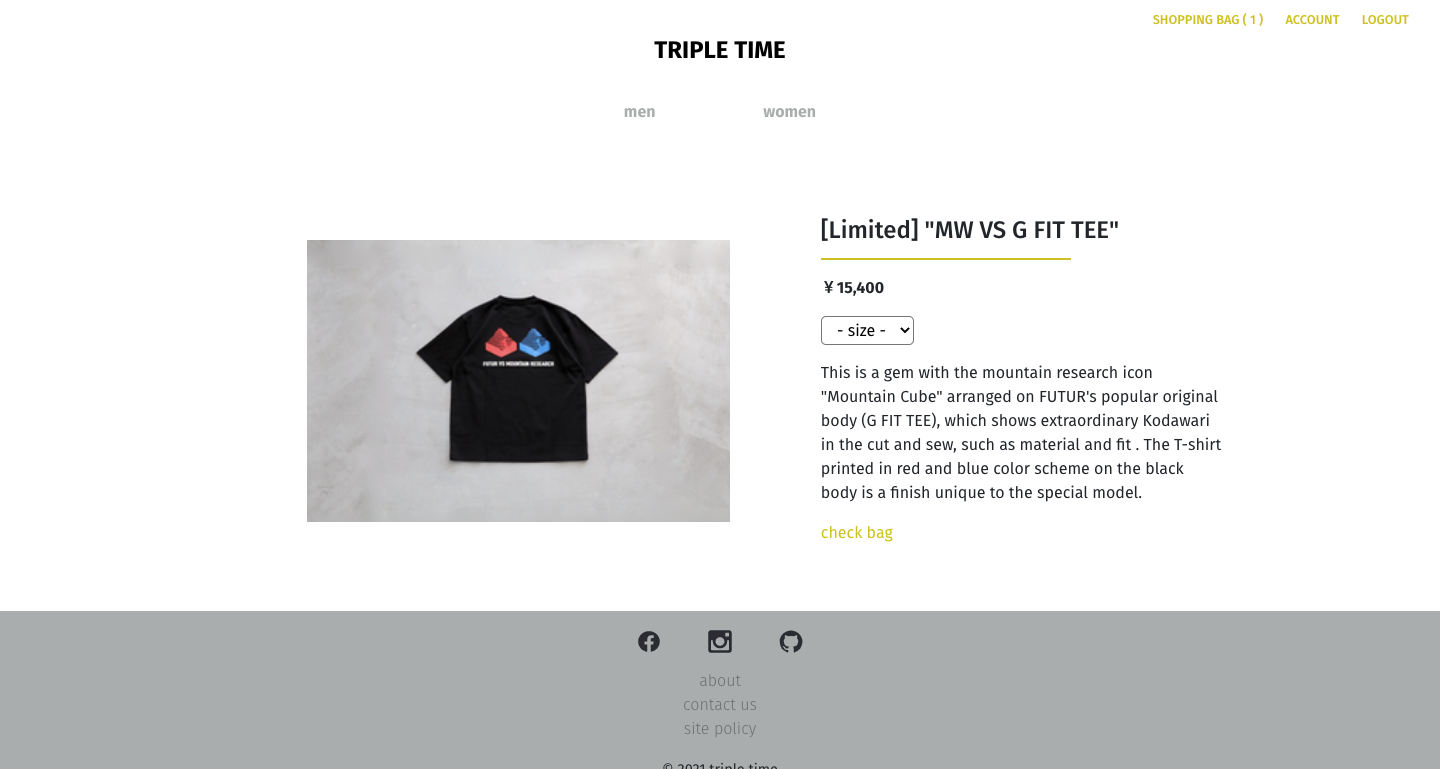 SHOPPING BAG ( 1 ) ACCOUNT LOGOUT
TRIPLE TIME
men women
[Limited] "MW VS G FIT TEE"
¥ 15,400
- size -
FUTUR VS MOUNTAIN RESEARCH
This is a gem with the mountain research icon
"Mountain Cube" arranged on FUTUR's popular original
body (G FIT TEE), which shows extraordinary Kodawari
in the cut and sew, such as material and fit . The T-shirt
printed in red and blue color scheme on the black
body is a finish unique to the special model.
check bag
about
contact us
site policy
© 2021 triple time